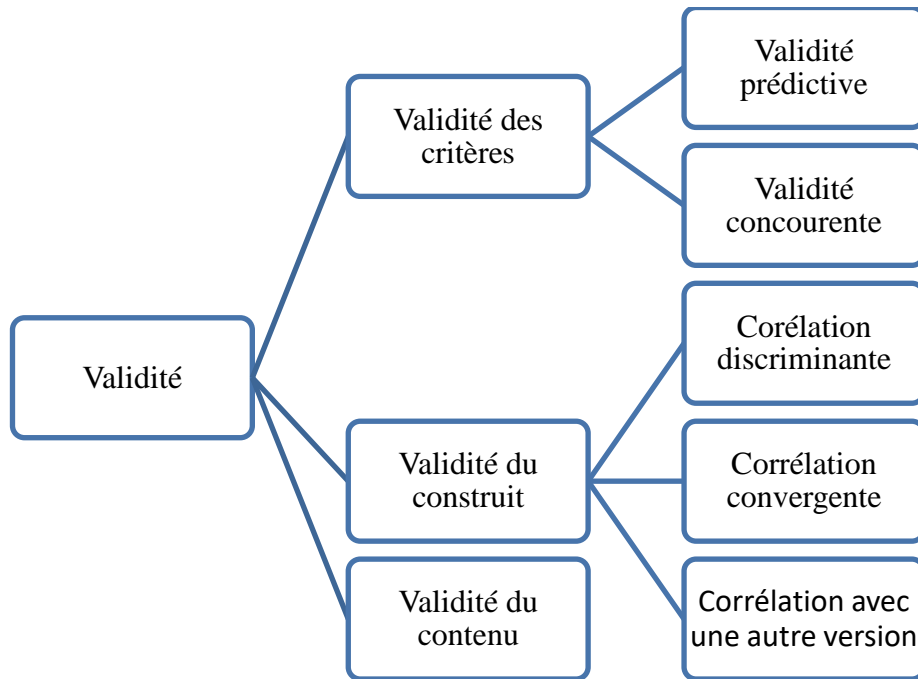 Validité
Validité des
critères
Validité
prédictive
Validité
concourente
Validité du
construit
Corélation
discriminante
Corrélation
convergente
Corrélation avec
une autre version
Validité du
contenu